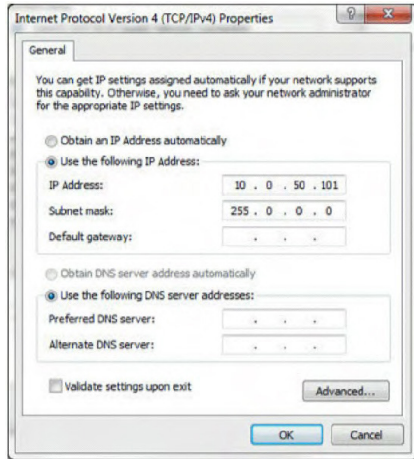 Internet Protocol Version 4 (TCP/IPv4) Properties
General
You can get IP settings assigned automatically if your network supports
this capability. Otherwise, you need to ask your network administrator
for the appropriate IP settings.
Obtain an IP Address automatically
Use the following IP Address:
IP Address: 10 . 0 . 50 . 101
Subnet mask: 255 . 0 . 0 . 0
Default gateway: . . .
Obtain DNS server address automatically
Use the following DNS server addresses:
Preferred DNS server: . . .
Alternate DNS server: . . .
Validate settings upon exit
Advanced...
OK Cancel